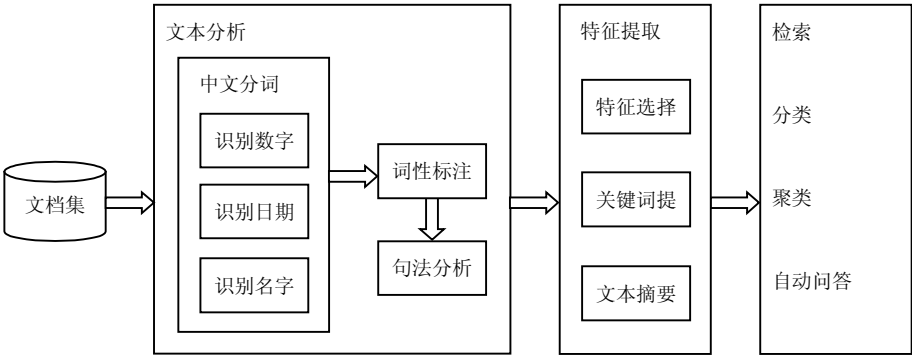 文档集
文本分析
中文分词
识别数字
识别日期
识别名字
词性标注
句法分析
特征提取
特征选择
关键词提
文本摘要
检索
分类
聚类
自动问答